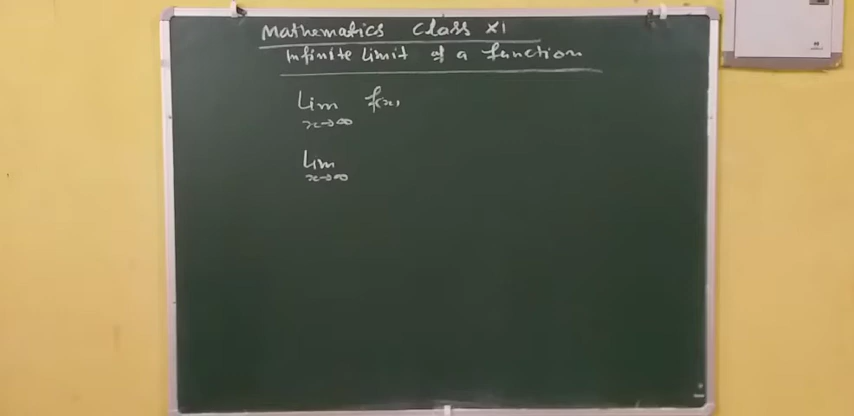 Mathematics Class XI
Infinite Limit of a function
Lim f(x)
x→∞
Lim
x→∞